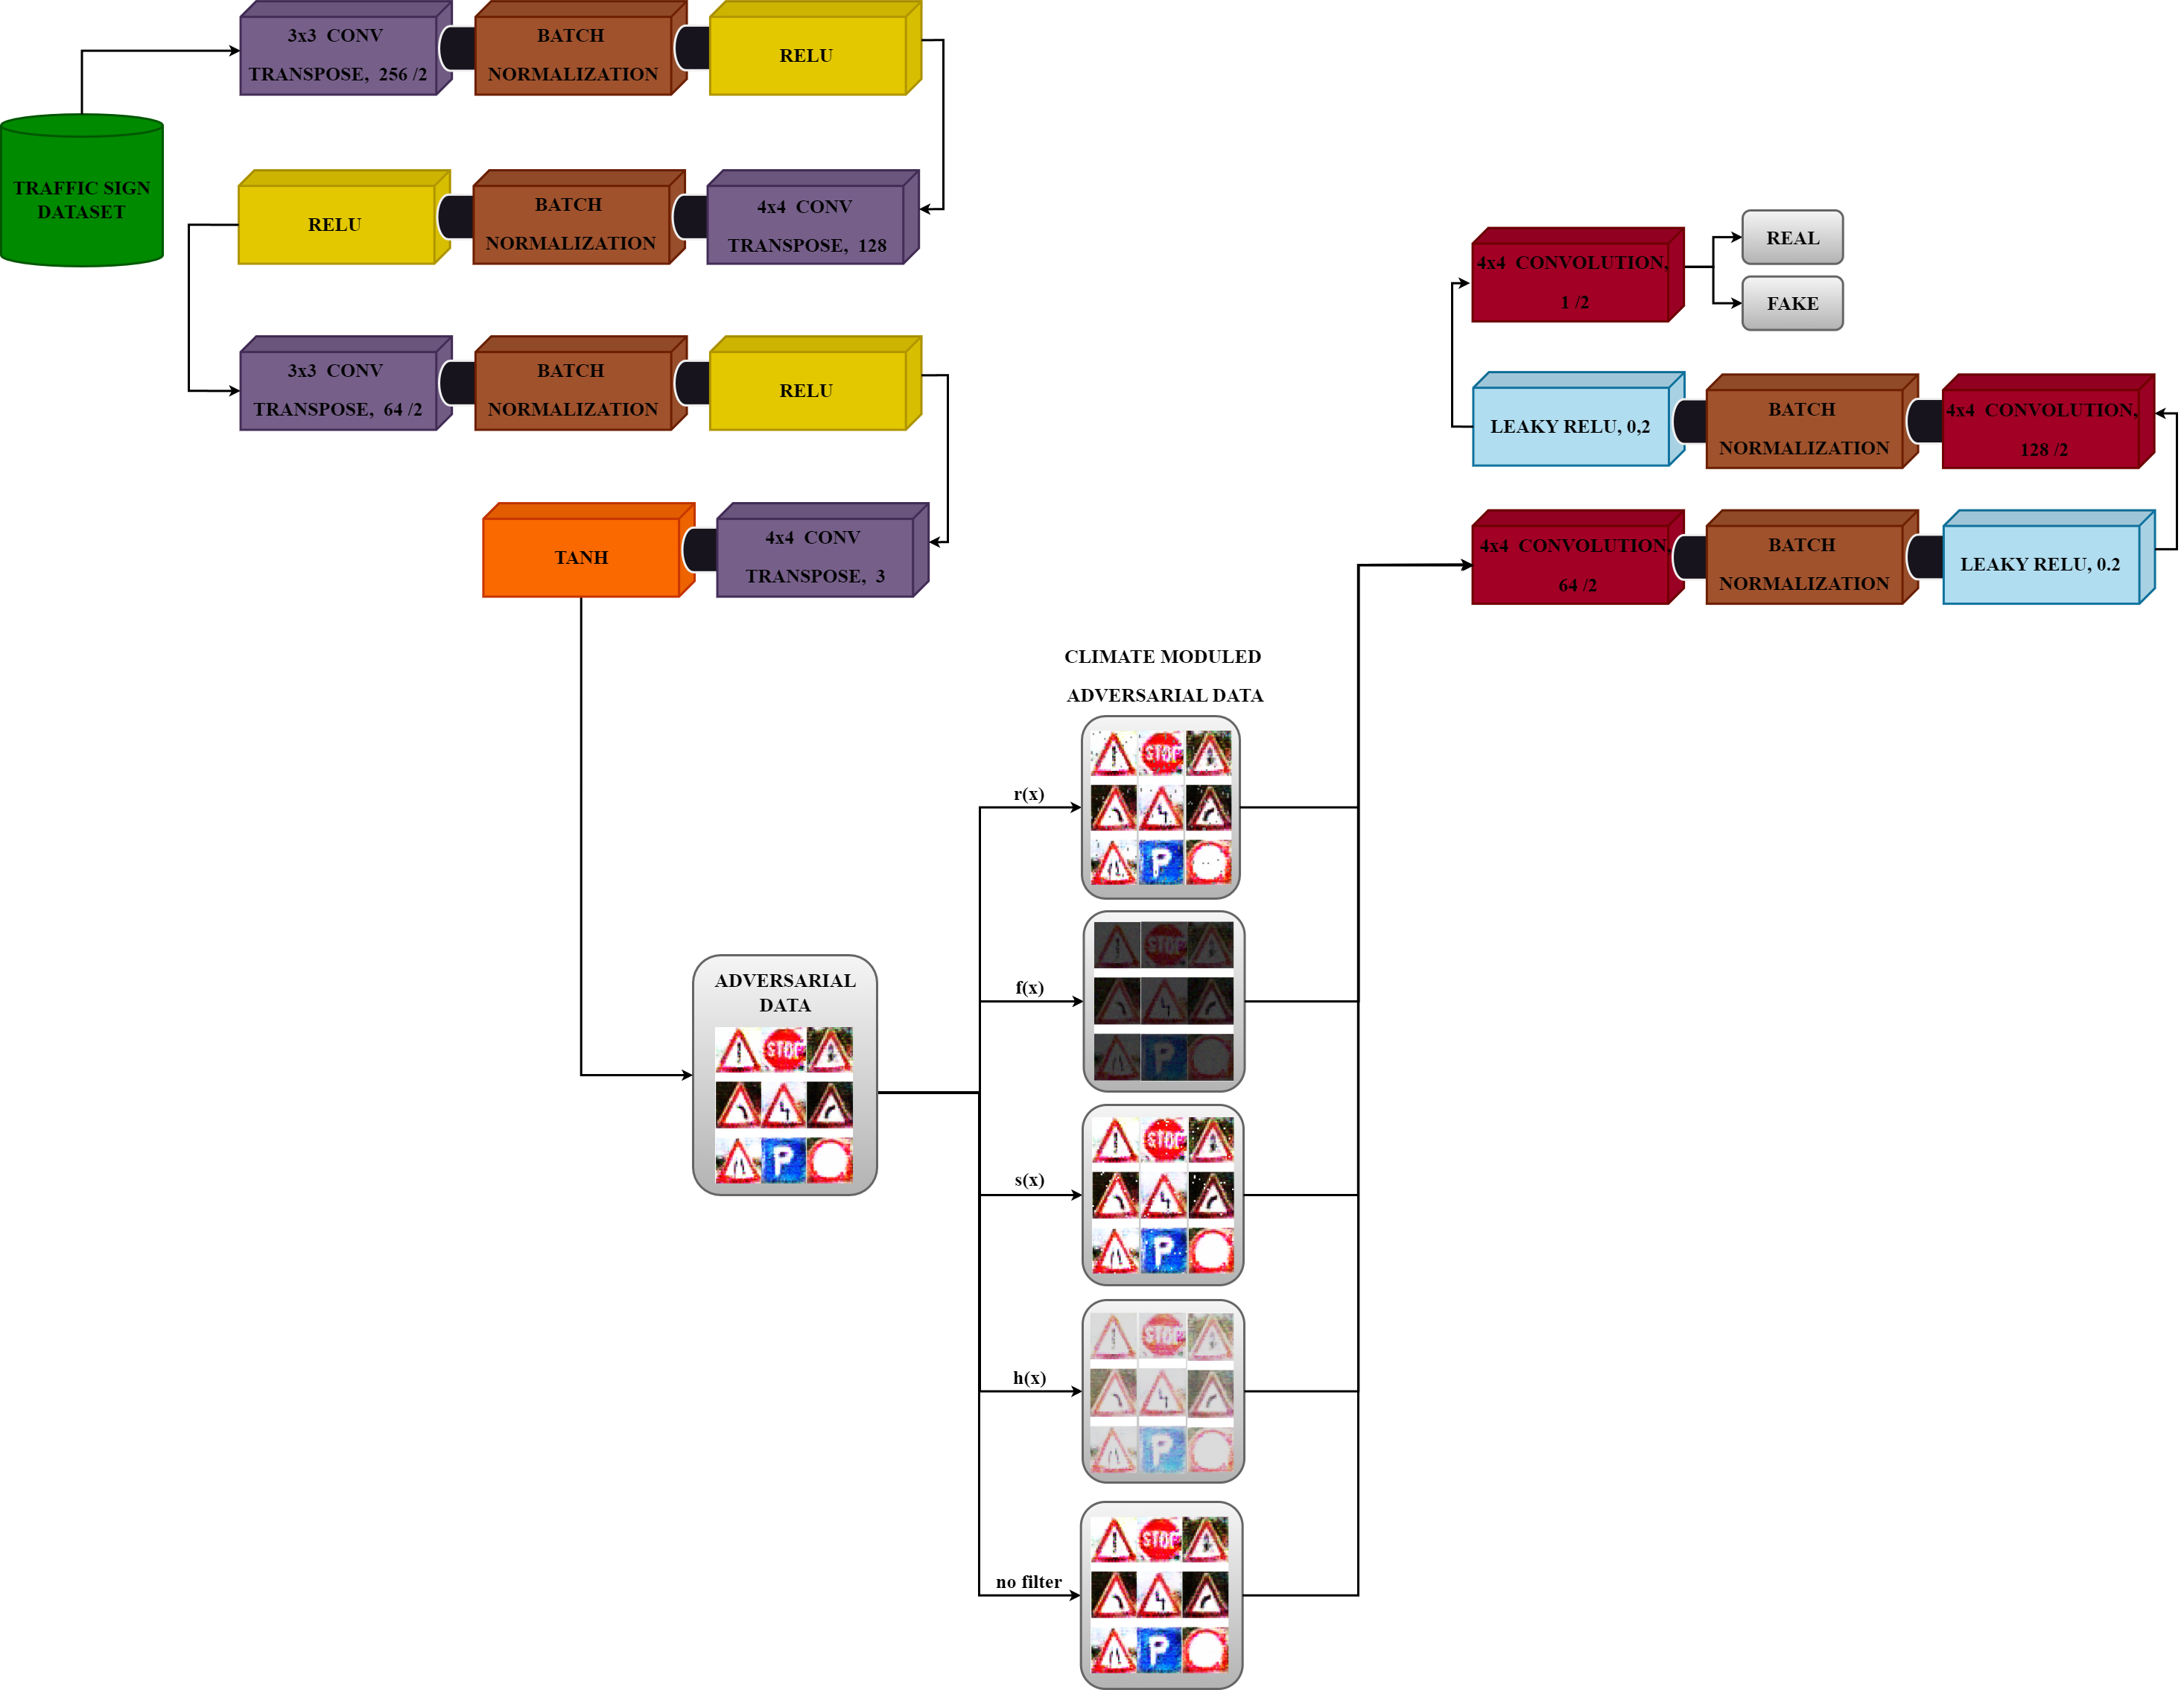 3x3 CONV
TRANSPOSE, 256 /2
BATCH
NORMALIZATION
RELU
TRAFFIC SIGN
DATASET
RELU
BATCH
NORMALIZATION
4x4 CONV
TRANSPOSE, 128
3x3 CONV
TRANSPOSE, 64 /2
BATCH
NORMALIZATION
RELU
TANH
4x4 CONV
TRANSPOSE, 3
ADVERSARIAL
DATA
STOP
P
CLIMATE MODULED
ADVERSARIAL DATA
r(x)
STOP
P
f(x)
STOP
P
s(x)
STOP
P
h(x)
STOP
P
no filter
STOP
P
4x4 CONVOLUTION,
64 /2
BATCH
NORMALIZATION
LEAKY RELU, 0.2
4x4 CONVOLUTION,
128 /2
BATCH
NORMALIZATION
LEAKY RELU, 0,2
4x4 CONVOLUTION,
1 /2
REAL
FAKE